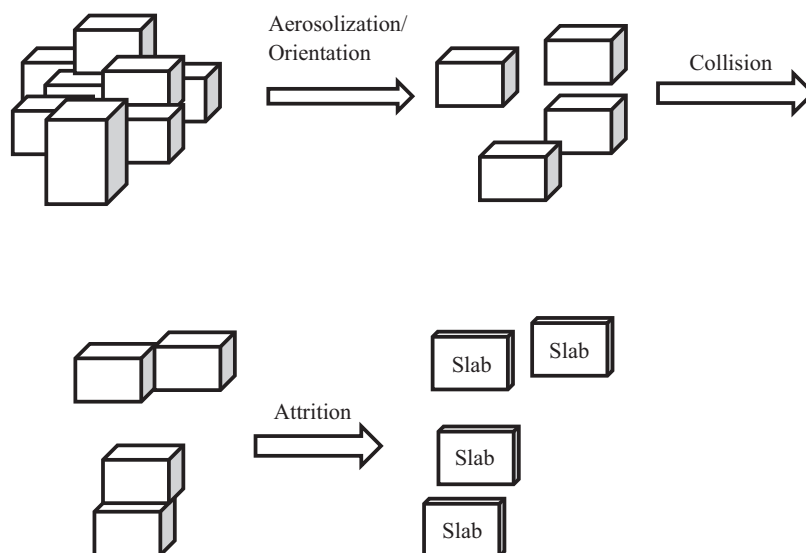 Aerosolization/
Orientation
Collision
Attrition
Slab
Slab
Slab
Slab